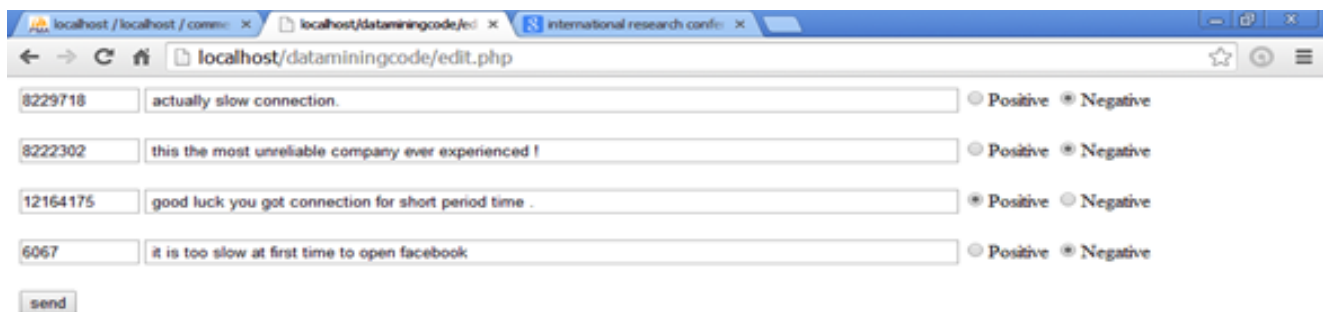 localhost / localhost / comme
localhost/dataminingcode/ed
international research confe
localhost/dataminingcode/edit.php
8229718 actually slow connection. Positive Negative
8222302 this the most unreliable company ever experienced ! Positive Negative
12164175 good luck you got connection for short period time . Positive Negative
6067 it is too slow at first time to open facebook Positive Negative
send